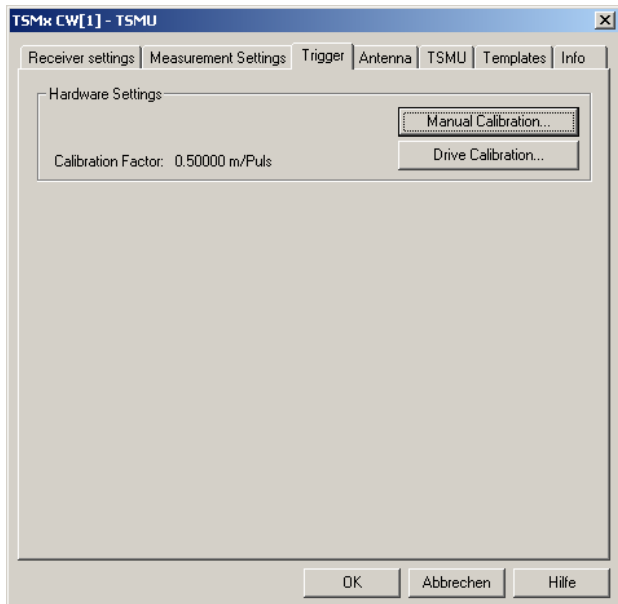 TSMx CW[1] - TSMU
Receiver settings Measurement Settings Trigger Antenna TSMU Templates Info
Hardware Settings
Manual Calibration...
Calibration Factor: 0.50000 m/Puls
Drive Calibration...
OK Abbrechen Hilfe